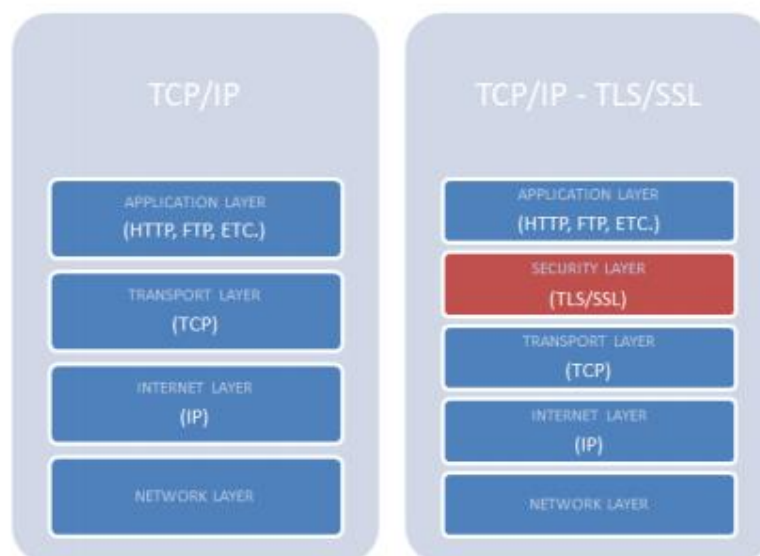 TCP/IP
APPLICATION LAYER
(HTTP, FTP, ETC.)
TRANSPORT LAYER
(TCP)
INTERNET LAYER
(IP)
NETWORK LAYER
TCP/IP - TLS/SSL
APPLICATION LAYER
(HTTP, FTP, ETC.)
SECURITY LAYER
(TLS/SSL)
TRANSPORT LAYER
(TCP)
INTERNET LAYER
(IP)
NETWORK LAYER